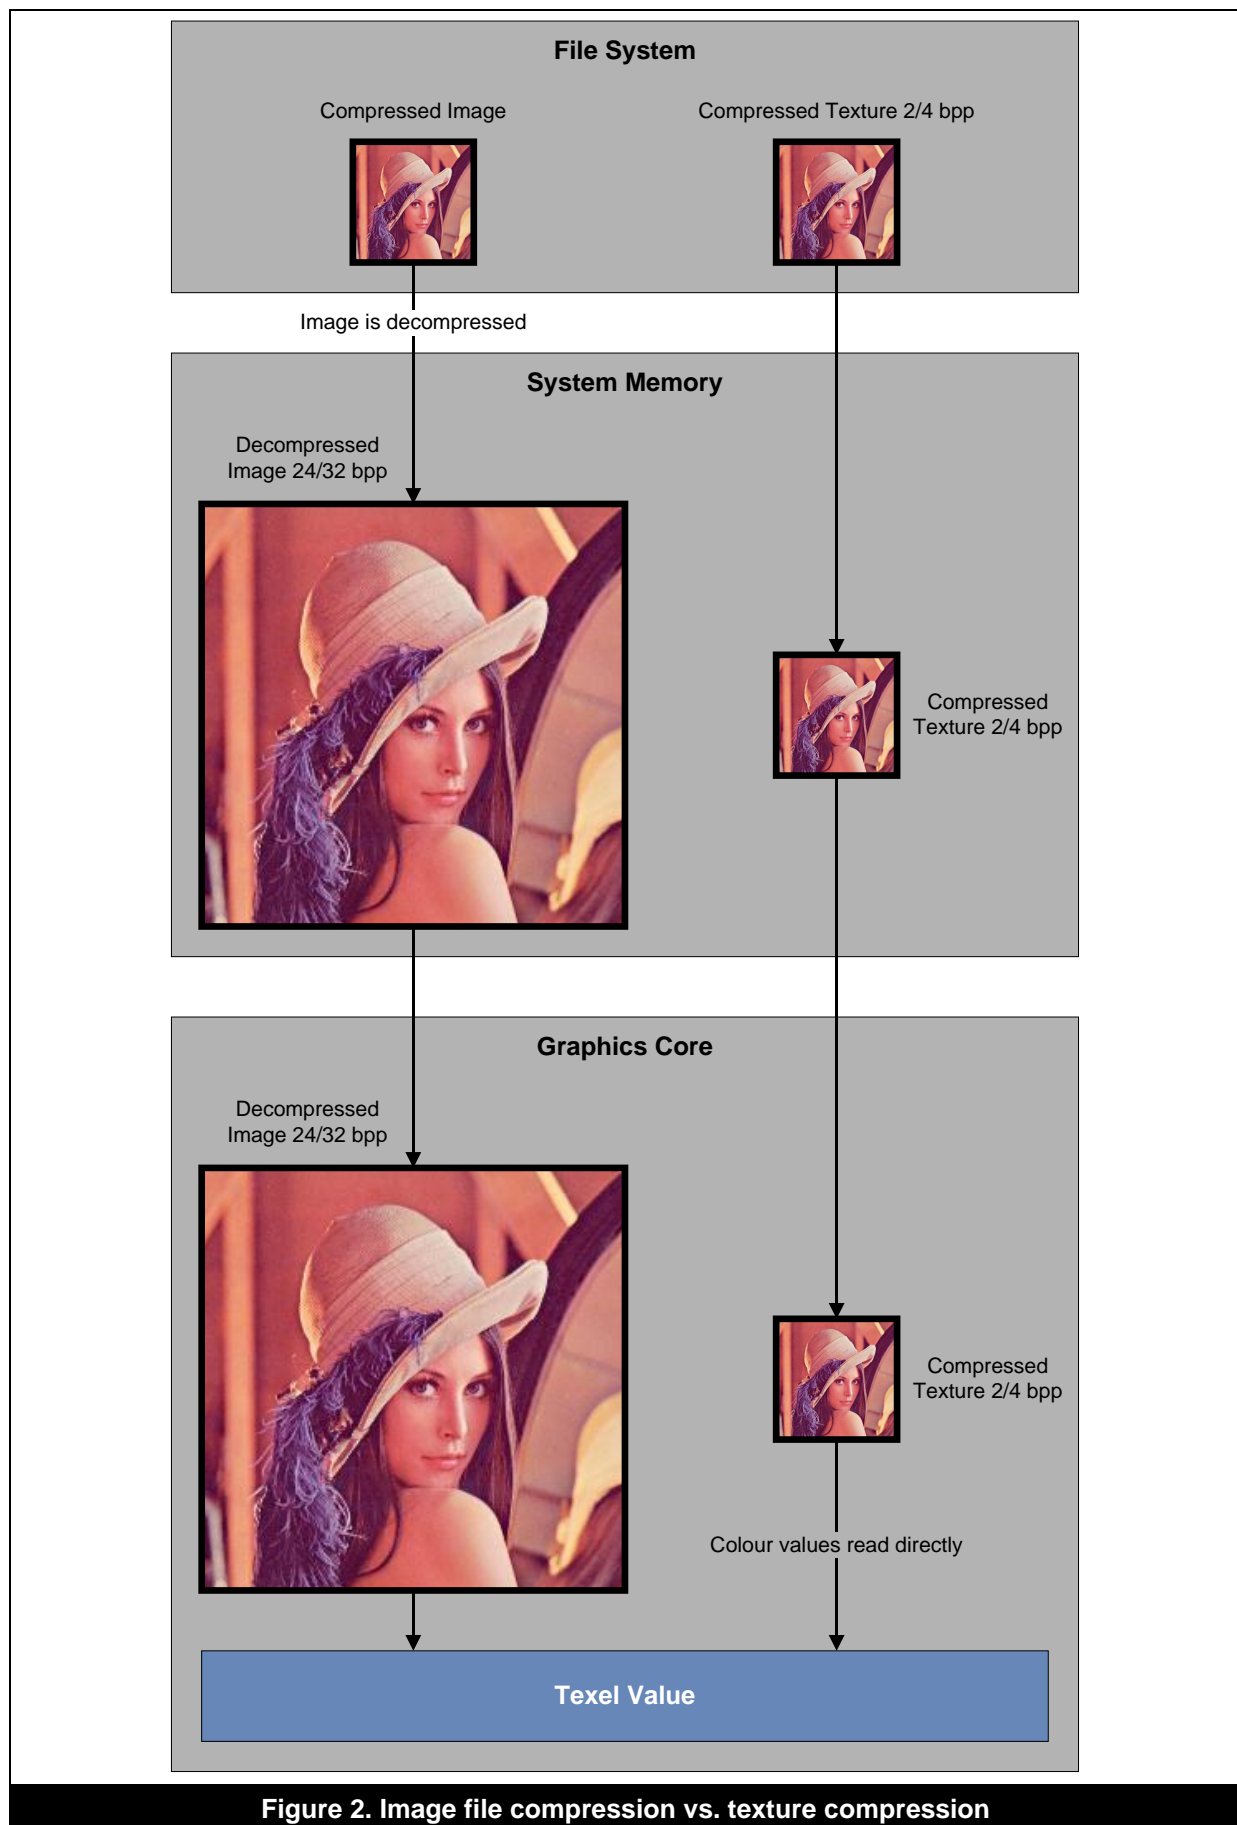 File System
Compressed Image
Compressed Texture 2/4 bpp
Image is decompressed
System Memory
Decompressed
Image 24/32 bpp
Compressed
Texture 2/4 bpp
Graphics Core
Decompressed
Image 24/32 bpp
Compressed
Texture 2/4 bpp
Colour values read directly
Texel Value
Figure 2. Image file compression vs. texture compression